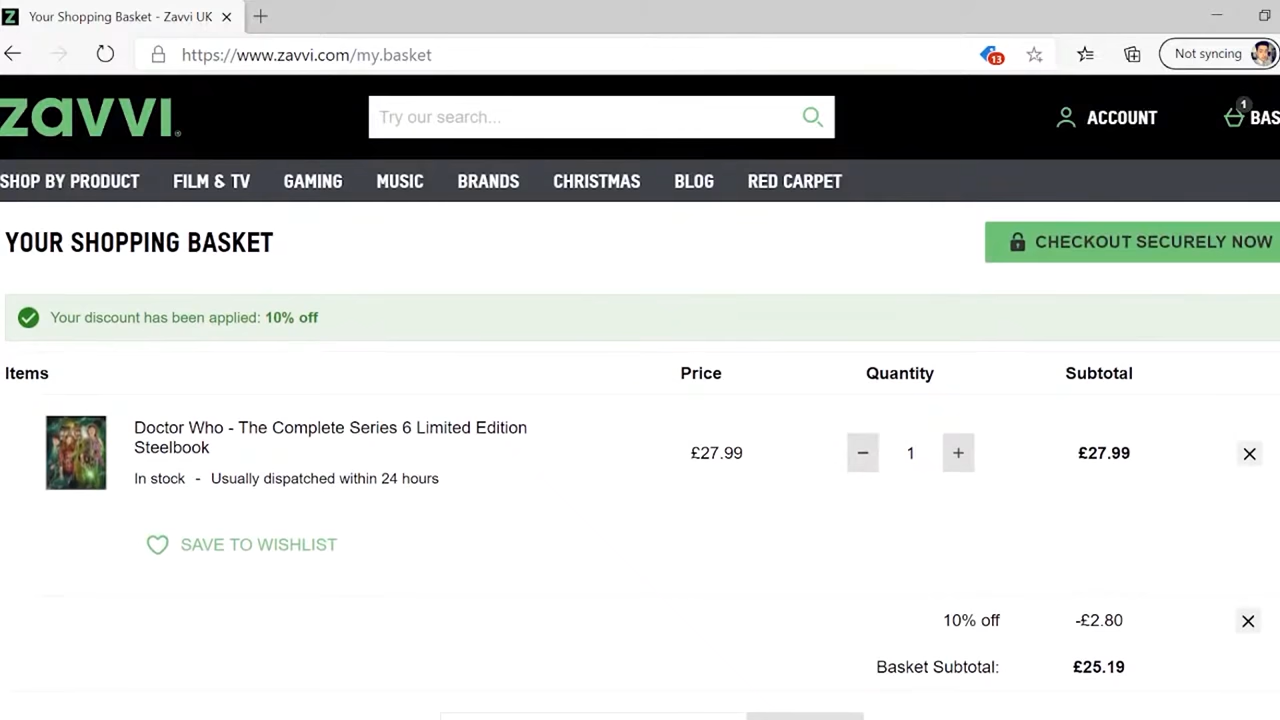 Your Shopping Basket - Zavvi UK
https://www.zavvi.com/my.basket
13
Not syncing
zavvi
Try our search...
ACCOUNT
1
BAS
SHOP BY PRODUCT FILM & TV GAMING MUSIC BRANDS CHRISTMAS BLOG RED CARPET
YOUR SHOPPING BASKET
CHECKOUT SECURELY NOW
Your discount has been applied: 10% off
Items Price Quantity Subtotal
Doctor Who - The Complete Series 6 Limited Edition
Steelbook
£27.99 1 £27.99
In stock - Usually dispatched within 24 hours
SAVE TO WISHLIST
10% off -£2.80
Basket Subtotal: £25.19